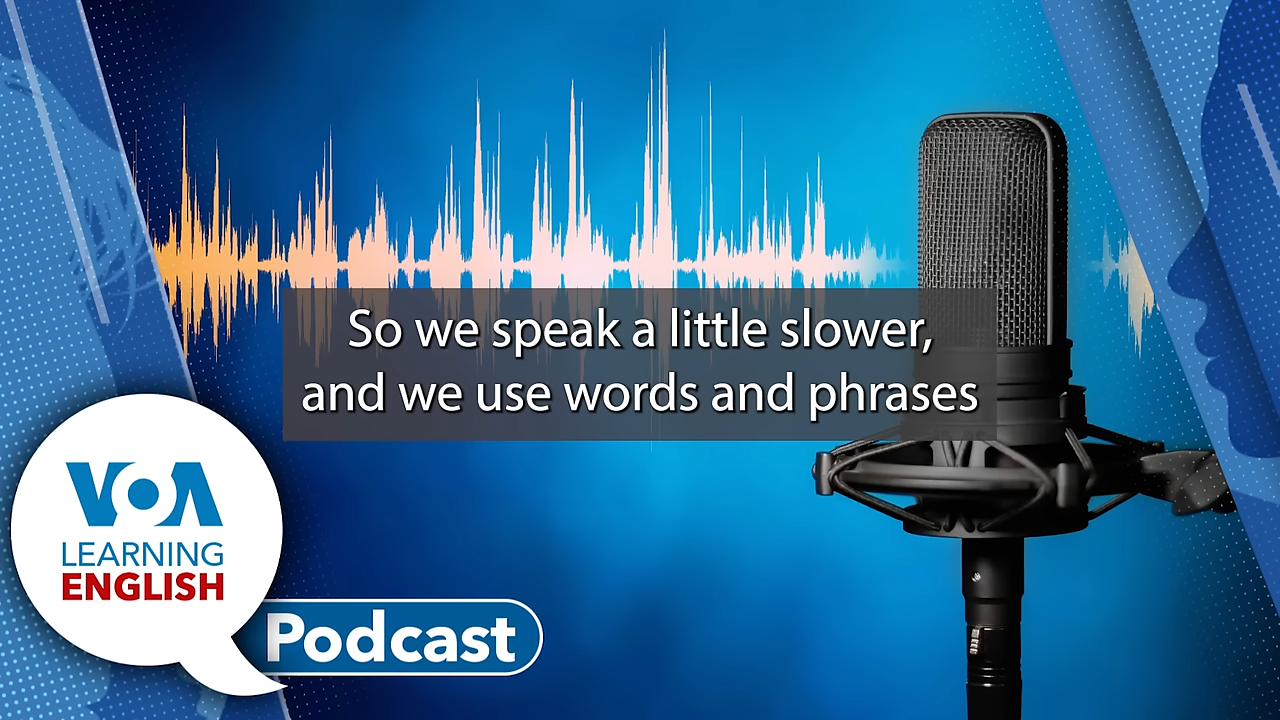 So we speak a little slower,
and we use words and phrases
VOA
LEARNING
ENGLISH
Podcast